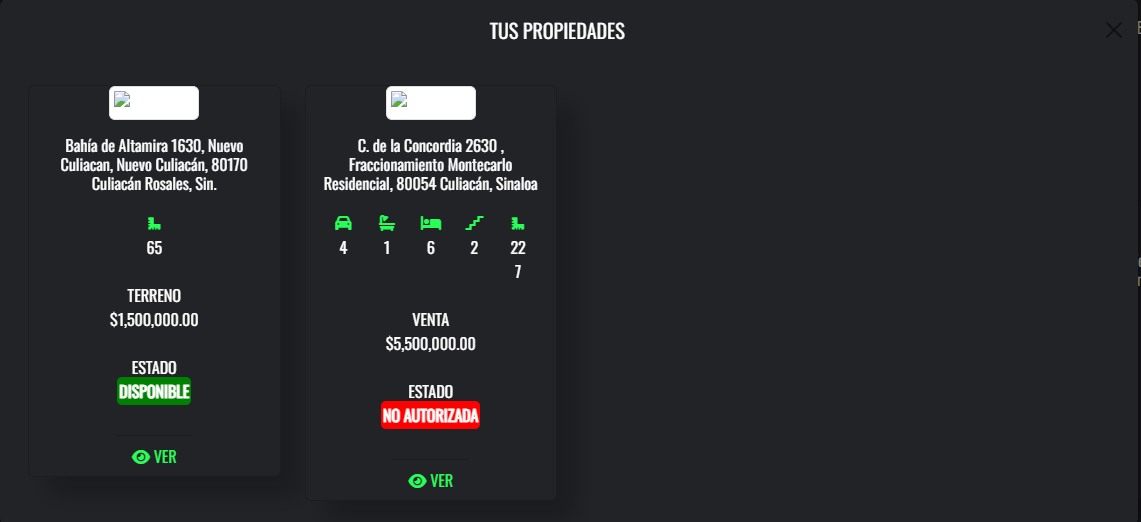 TUS PROPIEDADES
Bahía de Altamira 1630, Nuevo
Culiacan, Nuevo Culiacán, 80170
Culiacán Rosales, Sin.
65
TERRENO
$1,500,000.00
ESTADO
DISPONIBLE
VER
C. de la Concordia 2630 ,
Fraccionamiento Montecarlo
Residencial, 80054 Culiacán, Sinaloa
4 1 6 2 22
7
VENTA
$5,500,000.00
ESTADO
NO AUTORIZADA
VER